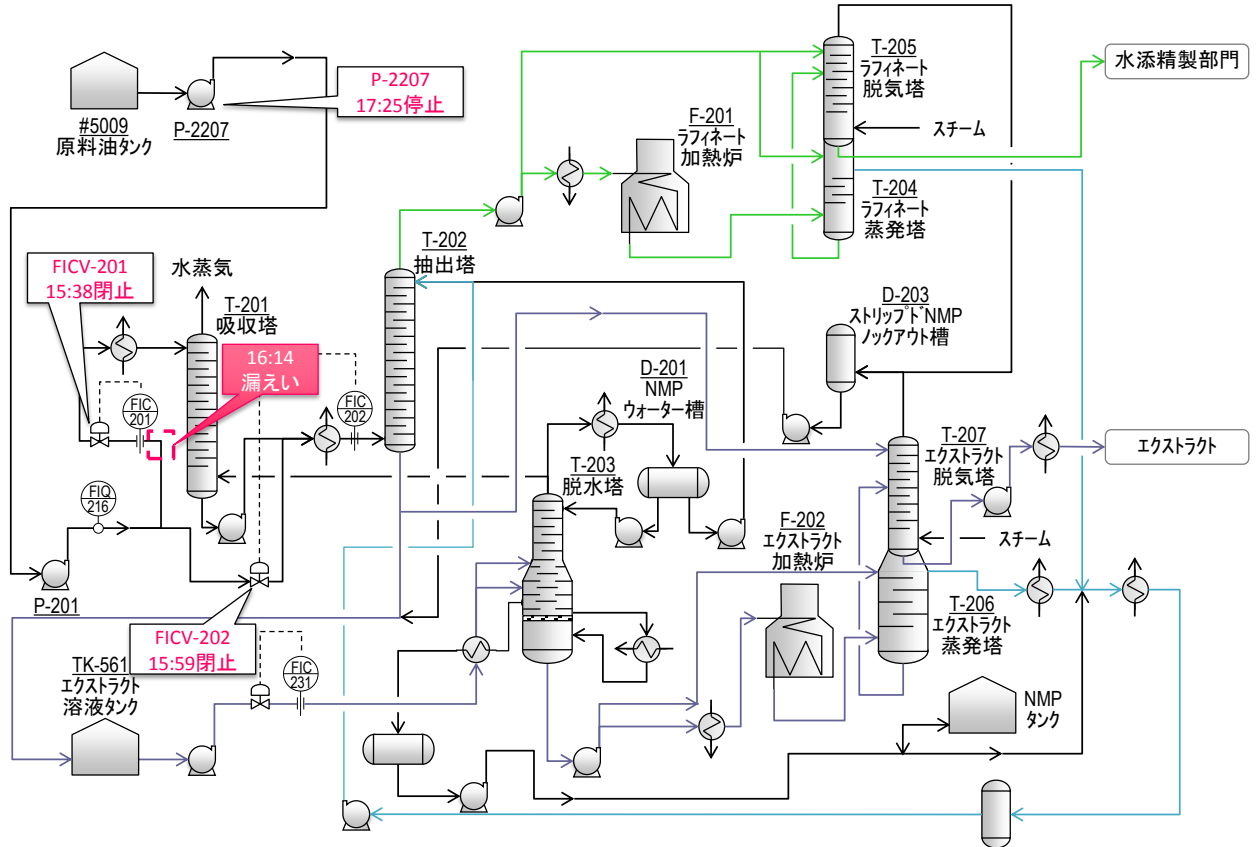 #5009
原料油タンク
P-2207
P-2207
17:25停止
F-201
ラフィネート
加熱炉
T-205
ラフィネート
脱気塔
スチーム
T-204
ラフィネート
蒸発塔
水添精製部門
FICV-201
15:38閉止
水蒸気
T-201
吸収塔
16:14
漏えい
T-202
抽出塔
FIC
201
FIC
202
FIQ
216
P-201
FICV-202
15:59閉止
D-201
NMP
ウォーター槽
T-203
脱水塔
D-203
ストリップドNMP
ノックアウト槽
T-207
エクストラクト
脱気塔
エクストラクト
F-202
エクストラクト
加熱炉
スチーム
T-206
エクストラクト
蒸発塔
TK-561
エクストラクト
溶液タンク
FIC
231
NMP
タンク